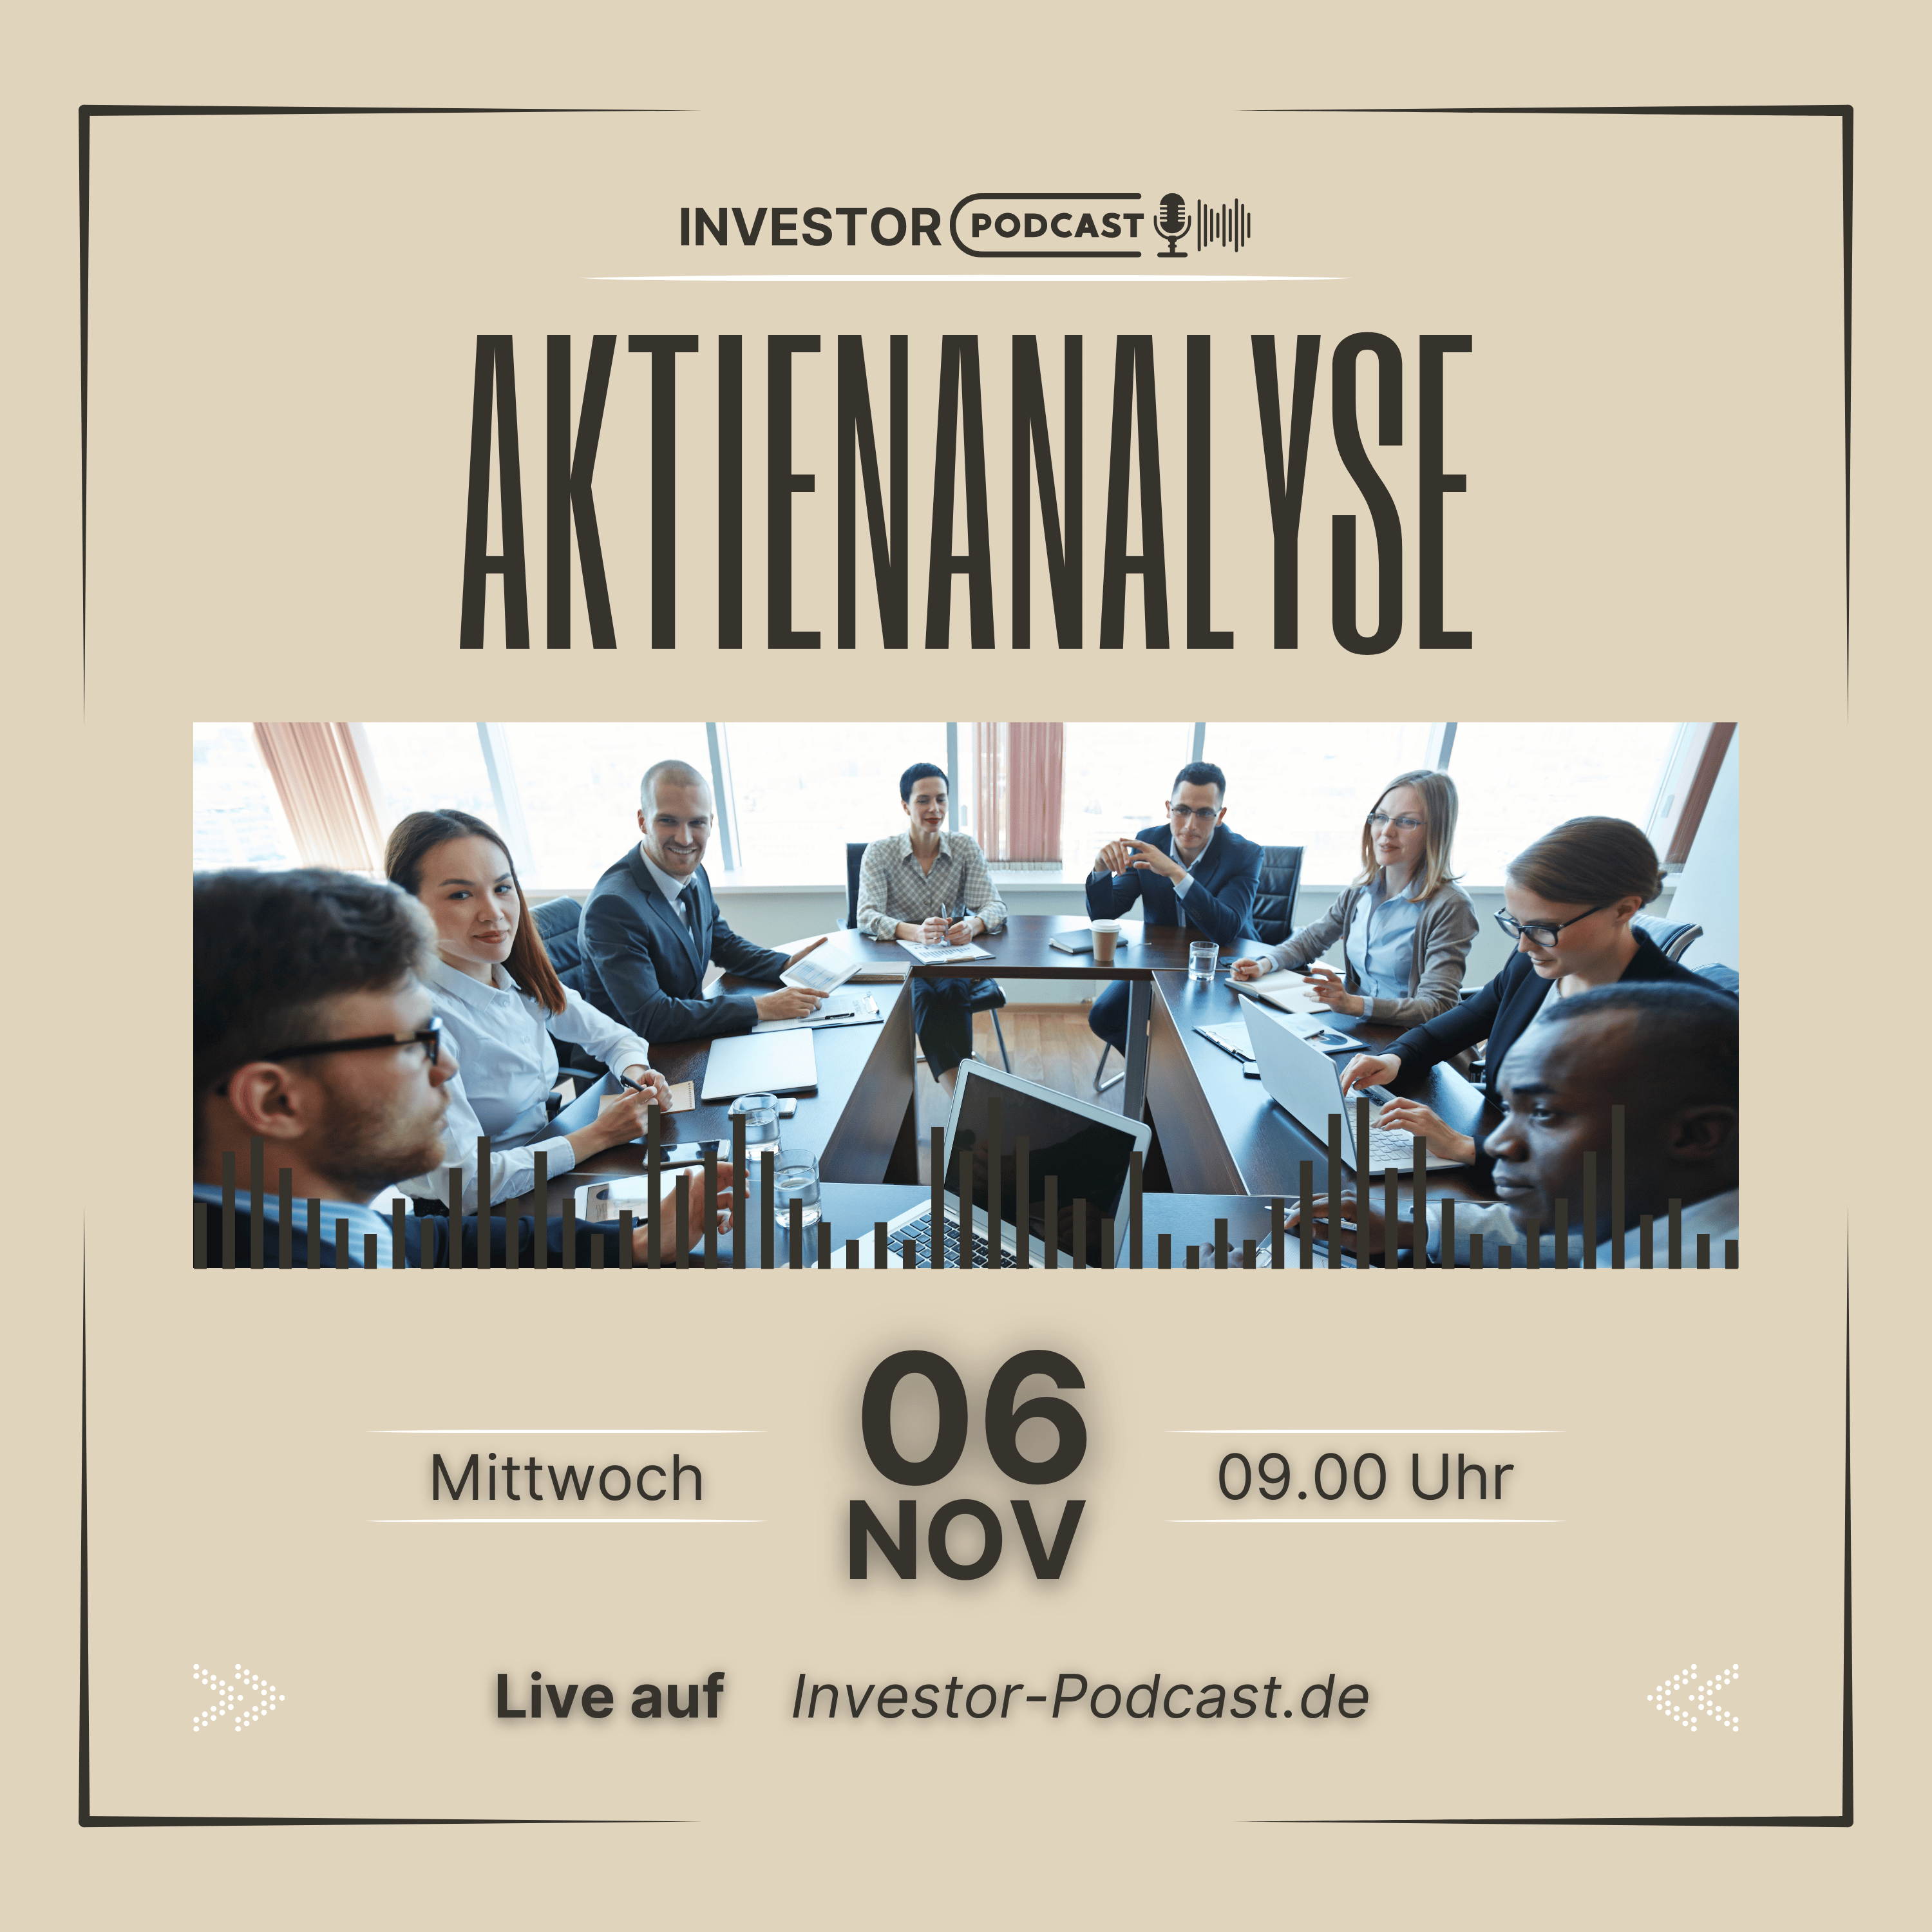 INVESTOR PODCAST
AKTIENANALYSE
06
NOV
Mittwoch
09.00 Uhr
Live auf Investor-Podcast.de